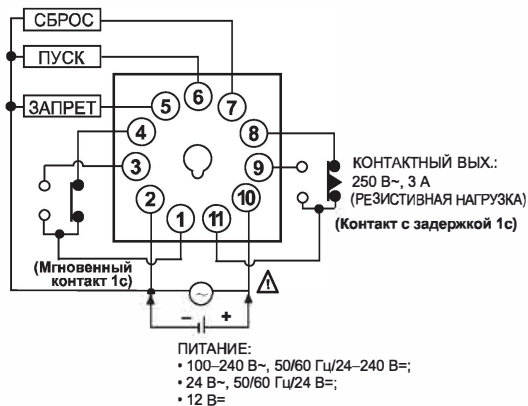 СБРОС
ПУСК
ЗАПРЕТ
6
5
7
4
8
3
9
2
10
1
11
КОНТАКТНЫЙ ВЫХ.:
250 В~, 3 А
(РЕЗИСТИВНАЯ НАГРУЗКА)
(Контакт с задержкой 1с)
(Мгновенный
контакт 1с)
~
!
– +
ПИТАНИЕ:
• 100–240 В~, 50/60 Гц/24–240 В=;
• 24 В~, 50/60 Гц/24 В=;
• 12 В=